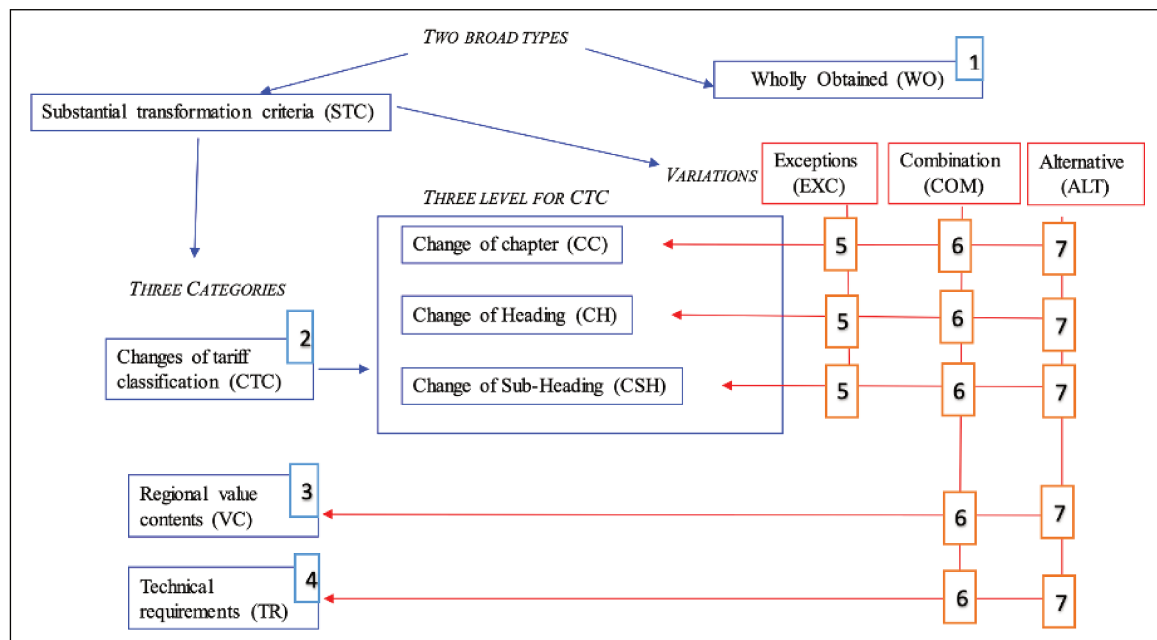 TWO BROAD TYPES
1
Wholly Obtained (WO)
Substantial transformation criteria (STC)
VARIATIONS
Exceptions
(EXC)
Combination
(COM)
Alternative
(ALT)
THREE LEVEL FOR CTC
Change of chapter (CC)
5
6
7
THREE CATEGORIES
Change of Heading (CH)
5
6
7
2
Changes of tariff
classification (CTC)
Change of Sub-Heading (CSH)
5
6
7
3
Regional value
contents (VC)
6
7
4
Technical
requirements (TR)
6
7